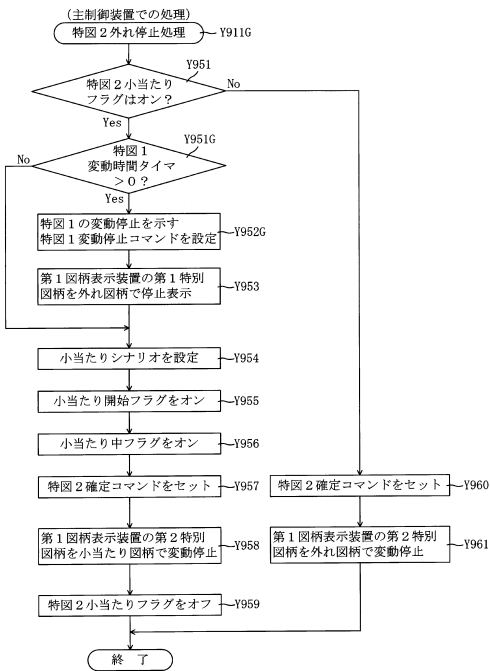 (主制御装置での処理)
特図2外れ停止処理
Y911G
Y951
特図2小当たり
フラグはオン？
No
Yes
Y951G
特図1
変動時間タイマ
＞0？
No
Yes
特図1の変動停止を示す
特図1変動停止コマンドを設定
Y952G
第1図柄表示装置の第1特別
図柄を外れ図柄で停止表示
Y953
小当たりシナリオを設定
Y954
小当たり開始フラグをオン
Y955
小当たり中フラグをオン
Y956
特図2確定コマンドをセット
Y957
特図2確定コマンドをセット
Y960
第1図柄表示装置の第2特別
図柄を小当たり図柄で変動停止
Y958
第1図柄表示装置の第2特別
図柄を外れ図柄で変動停止
Y961
特図2小当たりフラグをオフ
Y959
終了